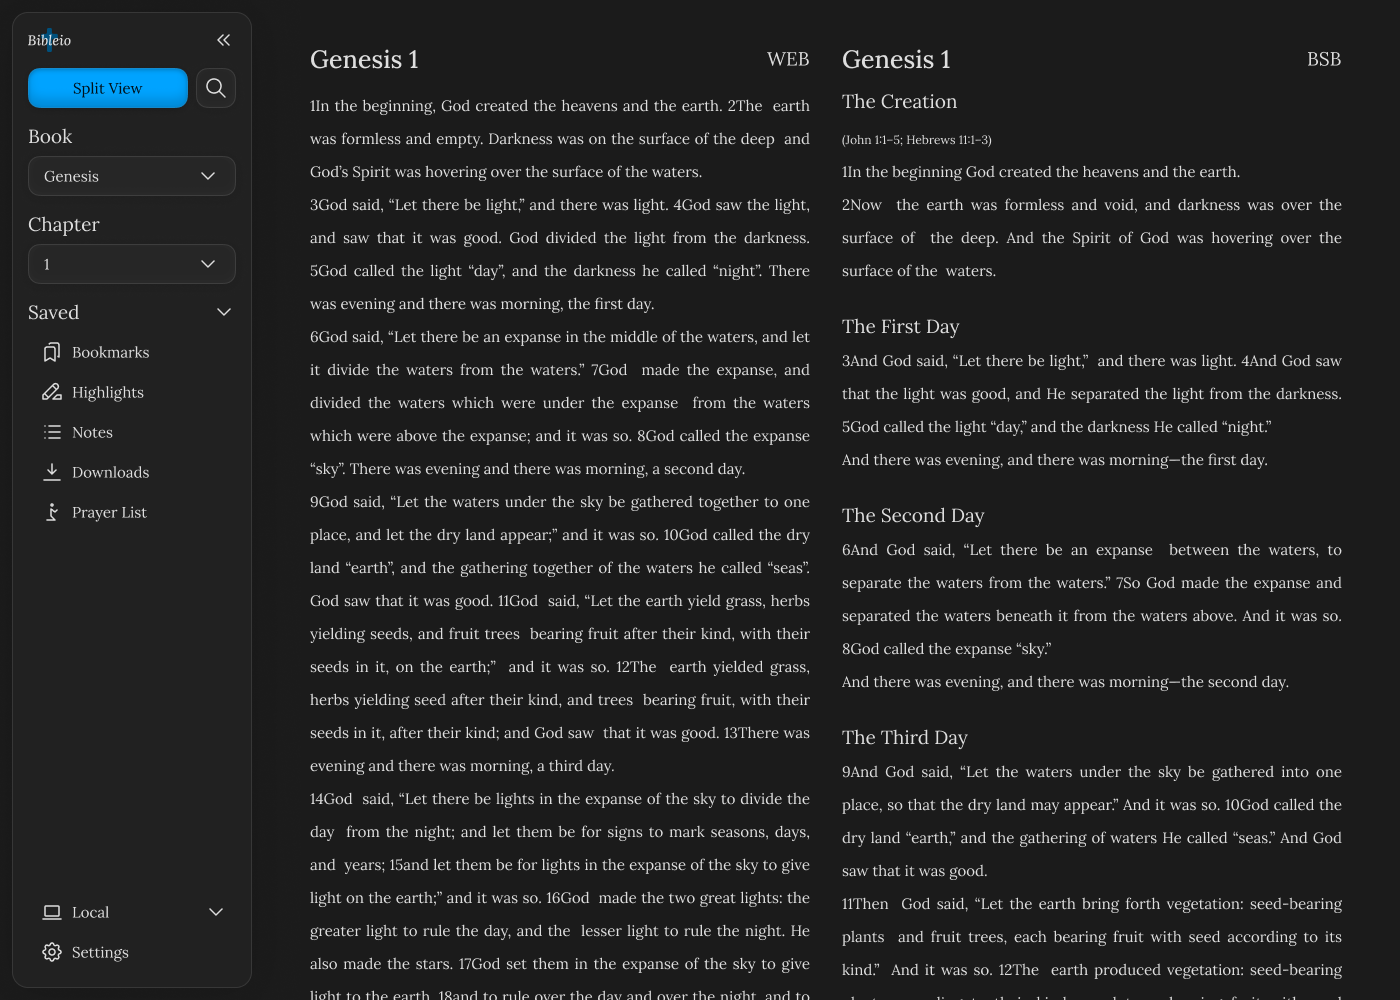 Bibleio
Split View
Book
Genesis
Chapter
1
Saved
Bookmarks
Highlights
Notes
Downloads
Prayer List
Local
Settings
Genesis 1
WEB
1In the beginning, God created the heavens and the earth. 2The earth
was formless and empty. Darkness was on the surface of the deep and
God’s Spirit was hovering over the surface of the waters.
3God said, “Let there be light,” and there was light. 4God saw the light,
and saw that it was good. God divided the light from the darkness.
5God called the light “day”, and the darkness he called “night”. There
was evening and there was morning, the first day.
6God said, “Let there be an expanse in the middle of the waters, and let
it divide the waters from the waters.” 7God made the expanse, and
divided the waters which were under the expanse from the waters
which were above the expanse; and it was so. 8God called the expanse
“sky”. There was evening and there was morning, a second day.
9God said, “Let the waters under the sky be gathered together to one
place, and let the dry land appear;” and it was so. 10God called the dry
land “earth”, and the gathering together of the waters he called “seas”.
God saw that it was good. 11God said, “Let the earth yield grass, herbs
yielding seeds, and fruit trees bearing fruit after their kind, with their
seeds in it, on the earth;” and it was so. 12The earth yielded grass,
herbs yielding seed after their kind, and trees bearing fruit, with their
seeds in it, after their kind; and God saw that it was good. 13There was
evening and there was morning, a third day.
14God said, “Let there be lights in the expanse of the sky to divide the
day from the night; and let them be for signs to mark seasons, days,
and years; 15and let them be for lights in the expanse of the sky to give
light on the earth;” and it was so. 16God made the two great lights: the
greater light to rule the day, and the lesser light to rule the night. He
also made the stars. 17God set them in the expanse of the sky to give
light to the earth, 18and to rule over the day and over the night, and to
Genesis 1
BSB
The Creation
(John 1:1–5; Hebrews 11:1–3)
1In the beginning God created the heavens and the earth.
2Now the earth was formless and void, and darkness was over the
surface of the deep. And the Spirit of God was hovering over the
surface of the waters.
The First Day
3And God said, “Let there be light,” and there was light. 4And God saw
that the light was good, and He separated the light from the darkness.
5God called the light “day,” and the darkness He called “night.”
And there was evening, and there was morning—the first day.
The Second Day
6And God said, “Let there be an expanse between the waters, to
separate the waters from the waters.” 7So God made the expanse and
separated the waters beneath it from the waters above. And it was so.
8God called the expanse “sky.”
And there was evening, and there was morning—the second day.
The Third Day
9And God said, “Let the waters under the sky be gathered into one
place, so that the dry land may appear.” And it was so. 10God called the
dry land “earth,” and the gathering of waters He called “seas.” And God
saw that it was good.
11Then God said, “Let the earth bring forth vegetation: seed-bearing
plants and fruit trees, each bearing fruit with seed according to its
kind.” And it was so. 12The earth produced vegetation: seed-bearing